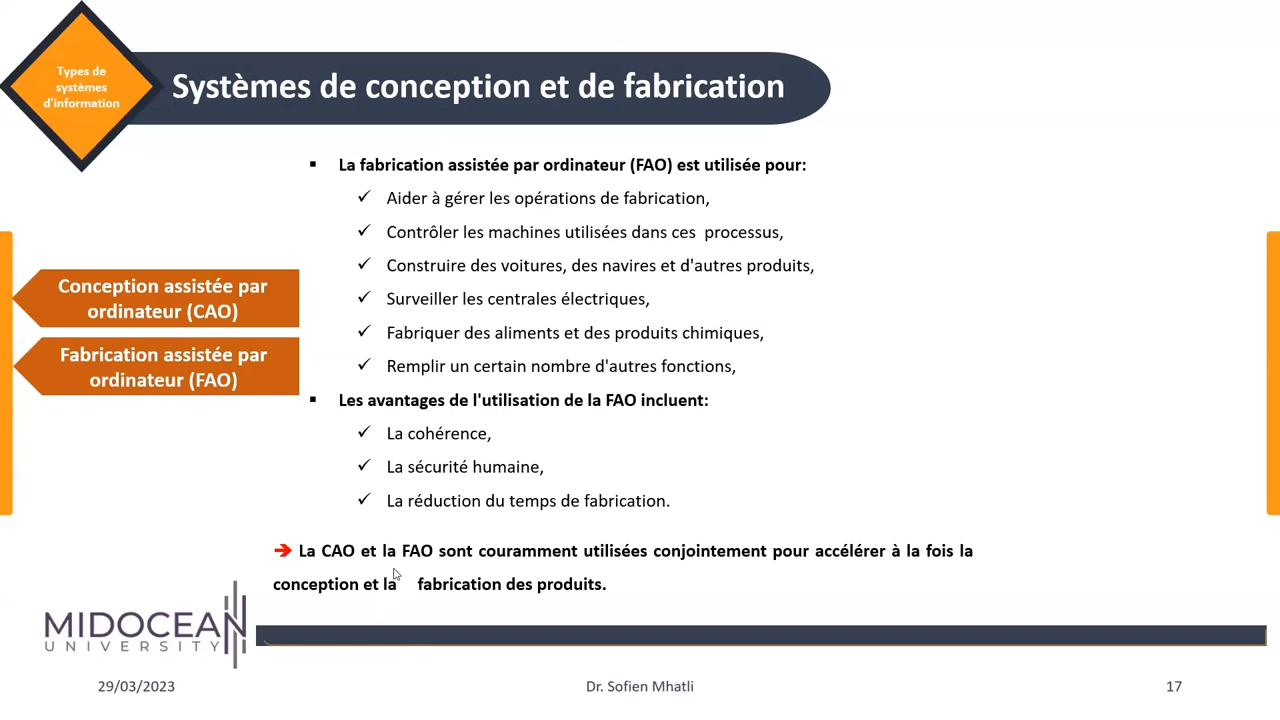 Types de
systèmes
d'information
Systèmes de conception et de fabrication
▪ La fabrication assistée par ordinateur (FAO) est utilisée pour:
✓ Aider à gérer les opérations de fabrication,
✓ Contrôler les machines utilisées dans ces processus,
✓ Construire des voitures, des navires et d'autres produits,
✓ Surveiller les centrales électriques,
✓ Fabriquer des aliments et des produits chimiques,
✓ Remplir un certain nombre d'autres fonctions,
Conception assistée par
ordinateur (CAO)
Fabrication assistée par
ordinateur (FAO)
▪ Les avantages de l'utilisation de la FAO incluent:
✓ La cohérence,
✓ La sécurité humaine,
✓ La réduction du temps de fabrication.
➔ La CAO et la FAO sont couramment utilisées conjointement pour accélérer à la fois la
conception et la fabrication des produits.
MIDOCEAN
UNIVERSITY
29/03/2023
Dr. Sofien Mhatli
17